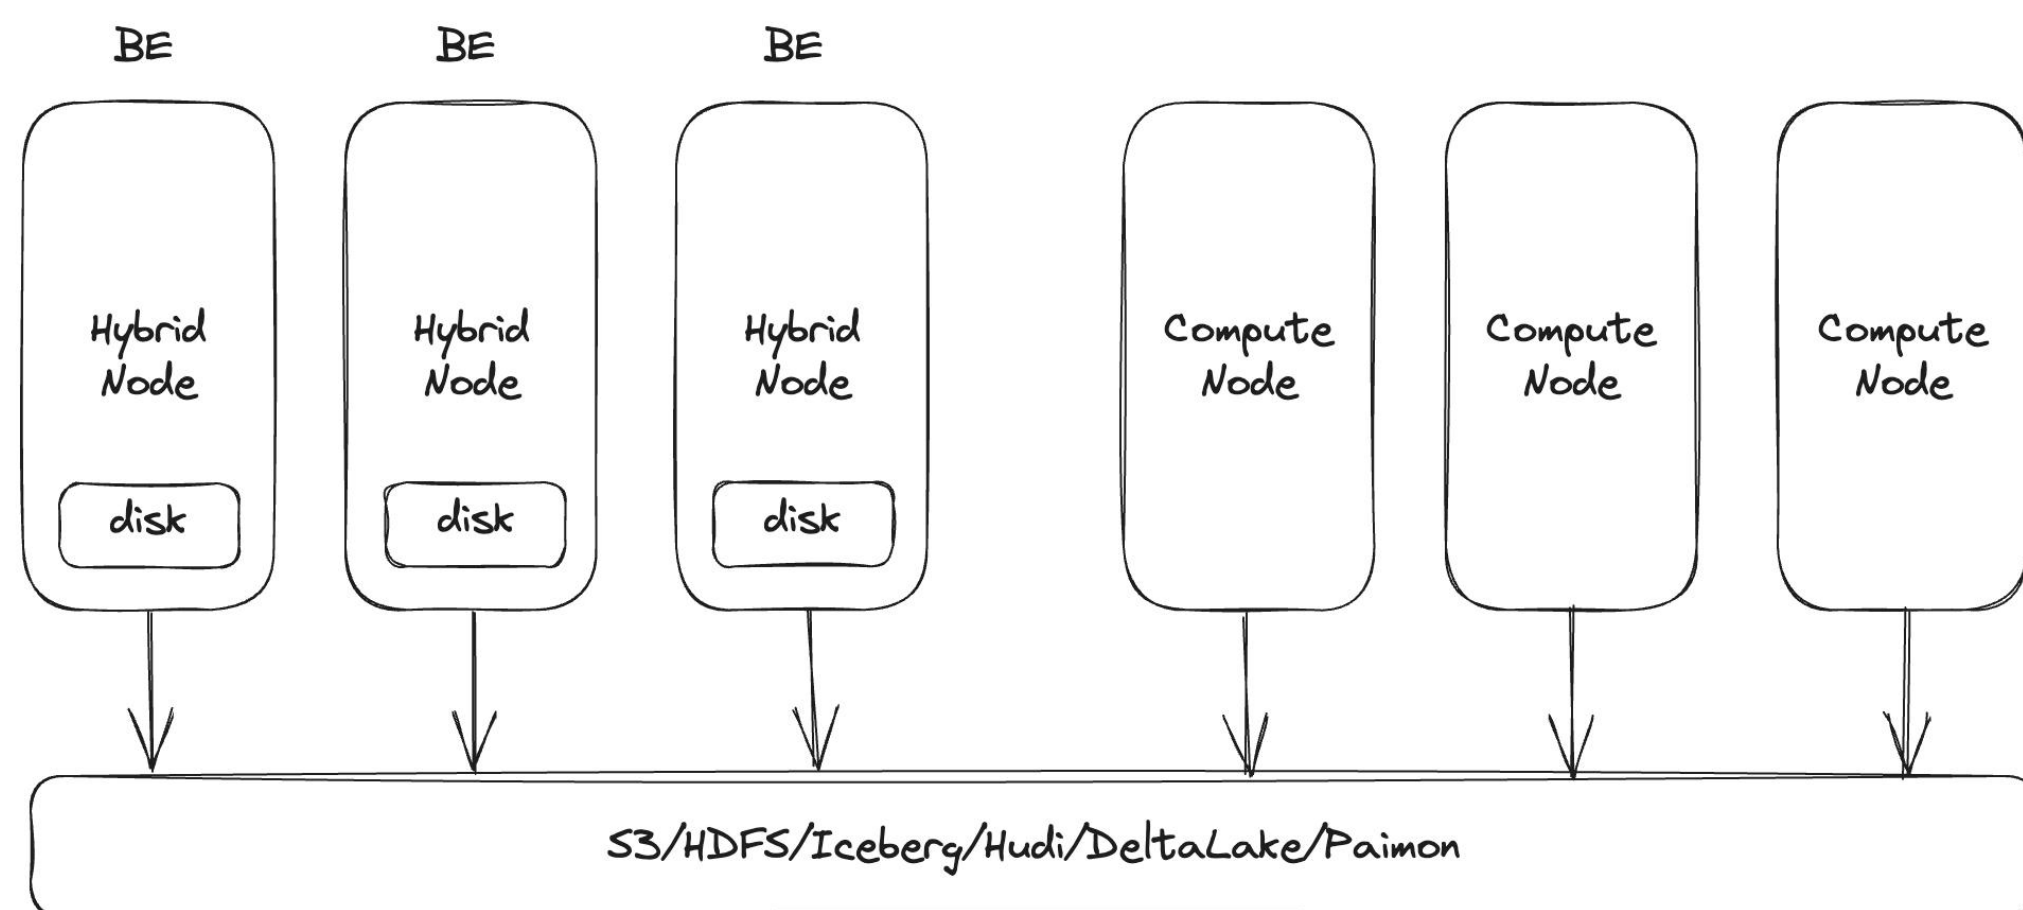 BE
BE
BE
Hybrid
Node
Hybrid
Node
Hybrid
Node
Compute
Node
Compute
Node
Compute
Node
disk
disk
disk
S3/HDFS/Iceberg/Hudi/DeltaLake/Paimon